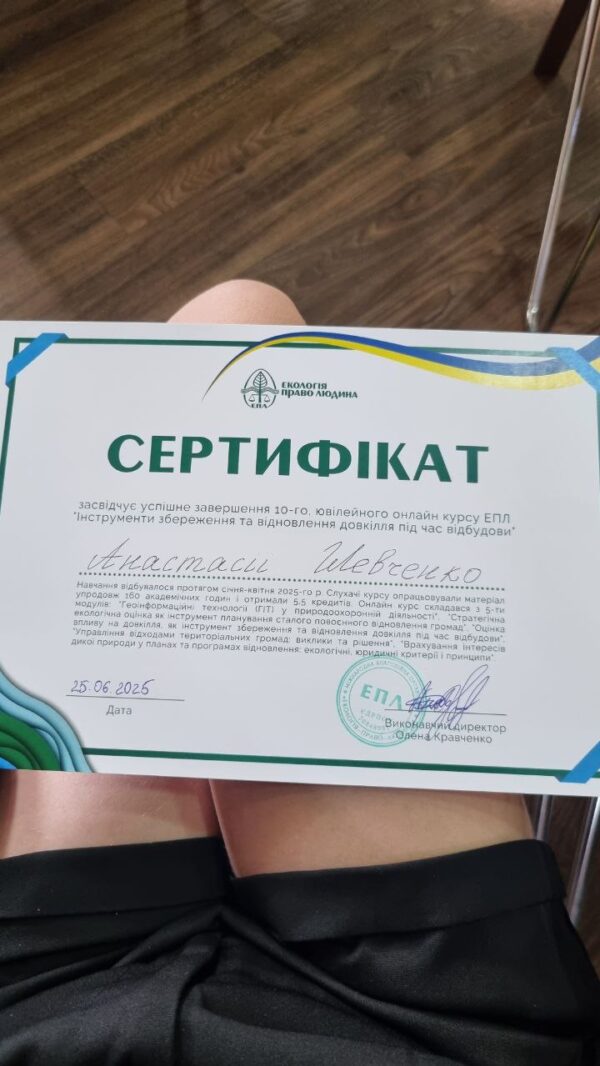 ЕКОЛОГІЯ
ПРАВО ЛЮДИНА
ЕПЛ
СЕРТИФІКАТ
засвідчує успішне завершення 10-го, ювілейного онлайн курсу ЕПЛ
"Інструменти збереження та відновлення довкілля під час відбудови"
Анастасії Шевченко
Навчання відбувалося протягом січня-квітня 2025-го р. Слухачі курсу опрацьовували матеріал
упродовж 160 академічних годин і отримали 5,5 кредитів. Онлайн курс складався з 5-ти
модулів: "Геоінформаційні технології (ГІТ) у природоохоронній діяльності". "Стратегічна
екологічна оцінка як інструмент планування сталого повоєнного відновлення громад". "Оцінка
впливу на довкілля, як інструмент збереження та відновлення довкілля під час відбудови".
"Управління відходами територіальних громад: виклики та рішення". "Врахування інтересів
дикої природи у планах та програмах відновлення: екологічні, юридичні критерії і принципи".
25.06.2025
Дата
ЕПЛ
Виконавчий директор
Олена Кравченко